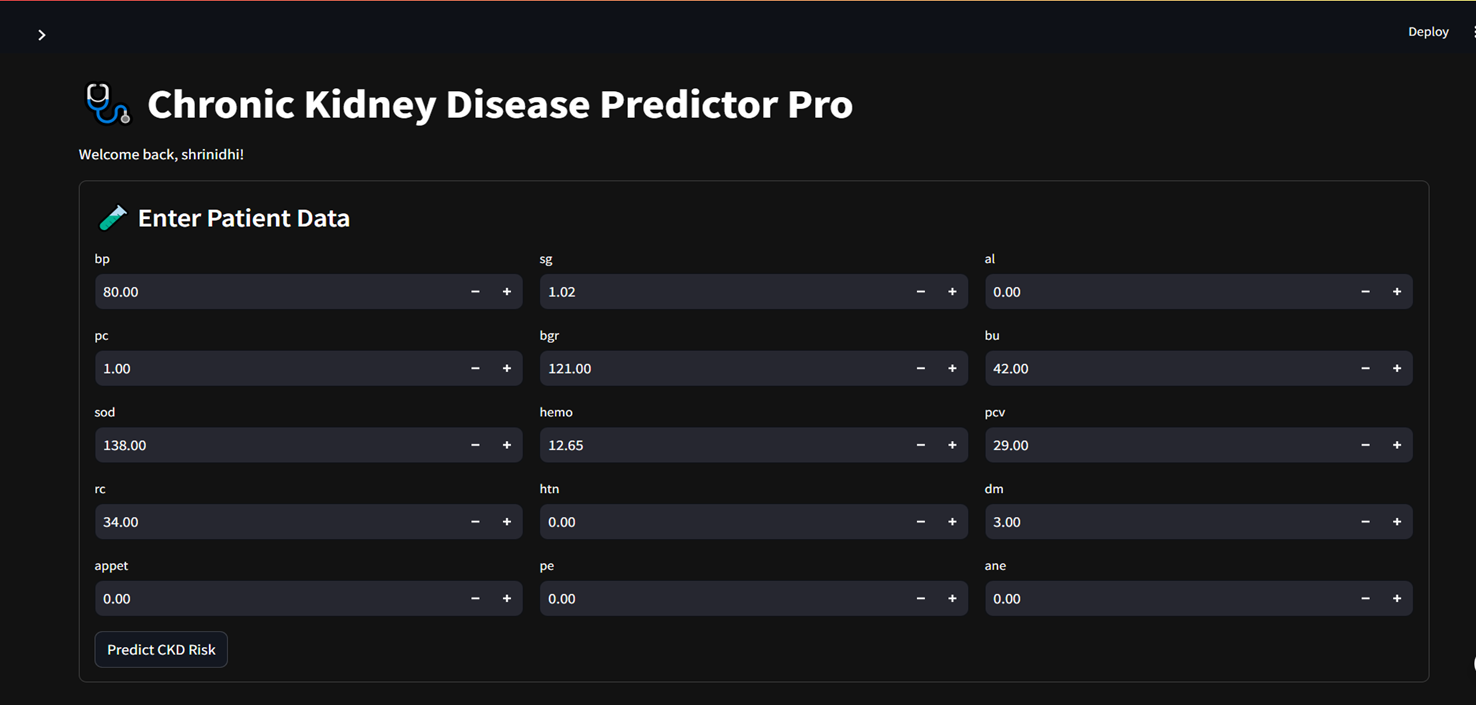 Deploy
Chronic Kidney Disease Predictor Pro
Welcome back, shrinidhi!
Enter Patient Data
bp sg al
80.00 1.02 0.00
pc bgr bu
1.00 121.00 42.00
sod hemo pcv
138.00 12.65 29.00
rc htn dm
34.00 0.00 3.00
appet pe ane
0.00 0.00 0.00
Predict CKD Risk